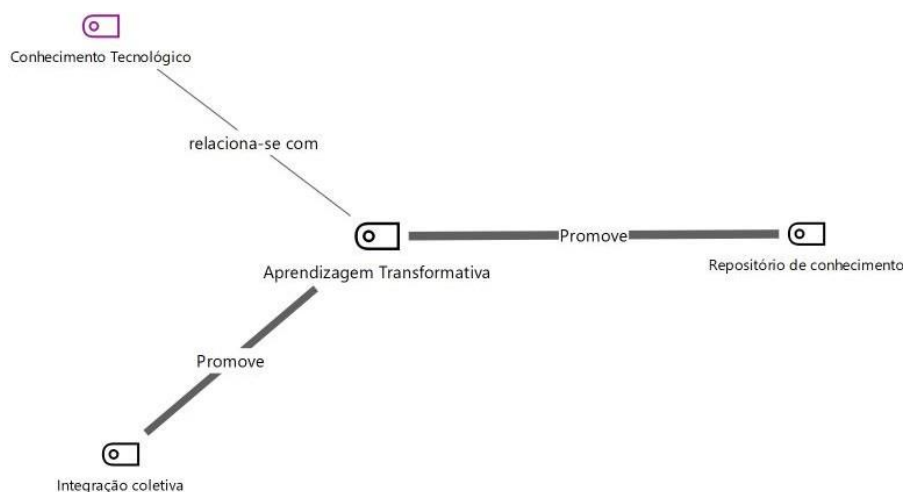 Conhecimento Tecnológico
relaciona-se com
Promove
Repositório de conhecimento
Aprendizagem Transformativa
Promove
Integração coletiva